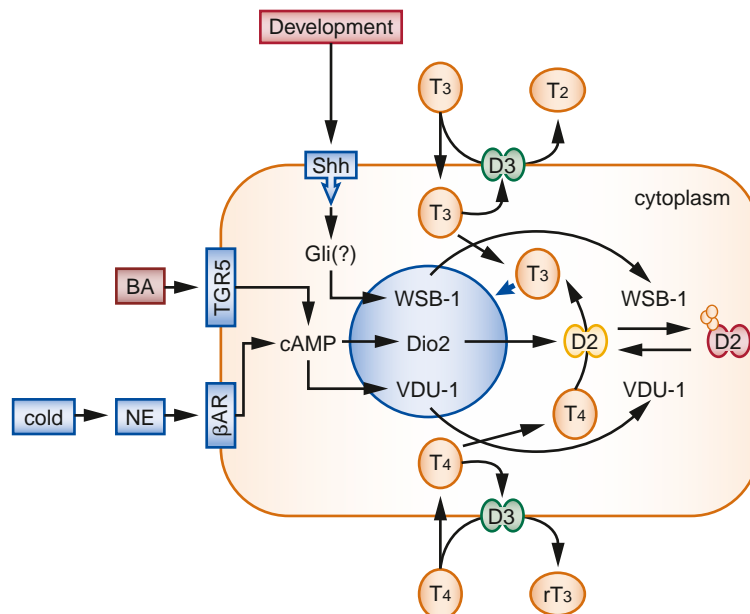 Development
T3
T2
D3
Shh
T3
cytoplasm
Gli(?)
BA
TGR5
T3
WSB-1
WSB-1
cAMP
Dio2
D2
D2
VDU-1
VDU-1
cold
NE
βAR
T4
T4
D3
T4
rT3